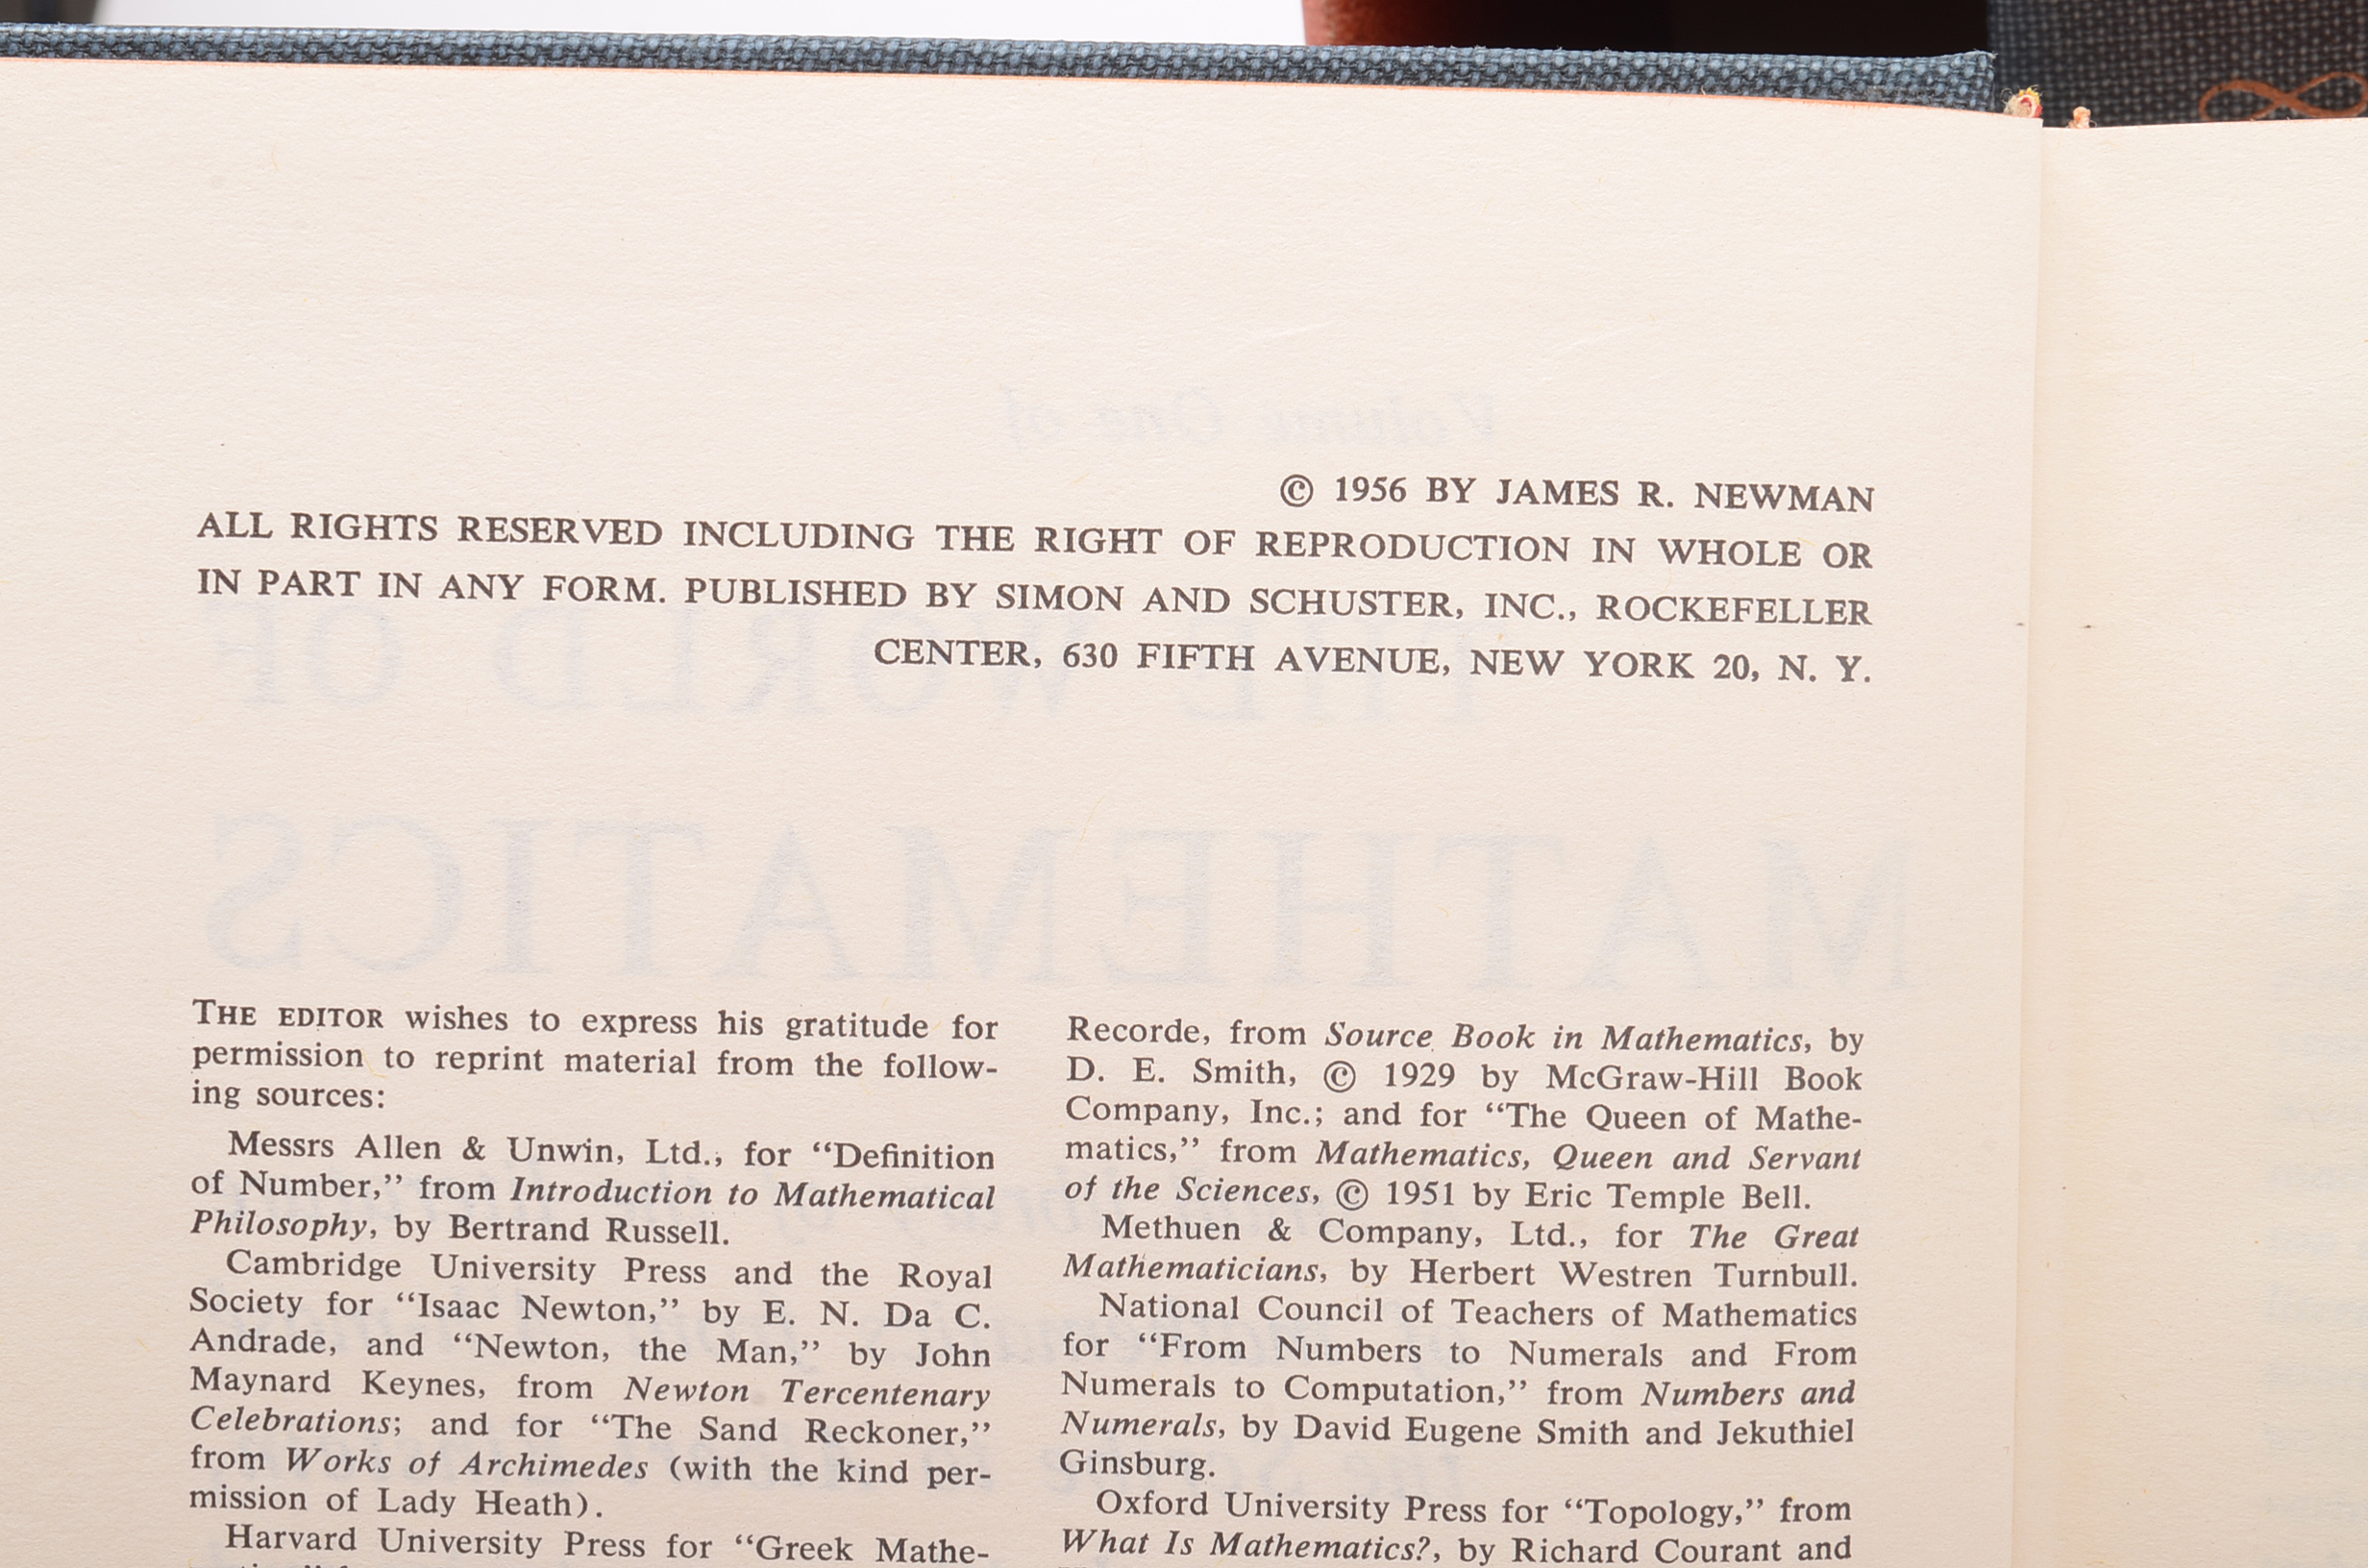 Volume One of
© 1956 BY JAMES R. NEWMAN
ALL RIGHTS RESERVED INCLUDING THE RIGHT OF REPRODUCTION IN WHOLE OR
IN PART IN ANY FORM. PUBLISHED BY SIMON AND SCHUSTER, INC., ROCKEFELLER
CENTER, 630 FIFTH AVENUE, NEW YORK 20, N. Y.
THE WORLD OF
MATHEMATICS
THE EDITOR wishes to express his gratitude for
permission to reprint material from the follow-
ing sources:
Messrs Allen & Unwin, Ltd., for “Definition
of Number,” from Introduction to Mathematical
Philosophy, by Bertrand Russell.
Cambridge University Press and the Royal
Society for “Isaac Newton,” by E. N. Da C.
Andrade, and “Newton, the Man,” by John
Maynard Keynes, from Newton Tercentenary
Celebrations; and for “The Sand Reckoner,”
from Works of Archimedes (with the kind per-
mission of Lady Heath).
Harvard University Press for “Greek Mathe-
Recorde, from Source Book in Mathematics, by
D. E. Smith, © 1929 by McGraw-Hill Book
Company, Inc.; and for “The Queen of Mathe-
matics,” from Mathematics, Queen and Servant
of the Sciences, © 1951 by Eric Temple Bell.
Methuen & Company, Ltd., for The Great
Mathematicians, by Herbert Westren Turnbull.
National Council of Teachers of Mathematics
for “From Numbers to Numerals and From
Numerals to Computation,” from Numbers and
Numerals, by David Eugene Smith and Jekuthiel
Ginsburg.
Oxford University Press for “Topology,” from
What Is Mathematics?, by Richard Courant and